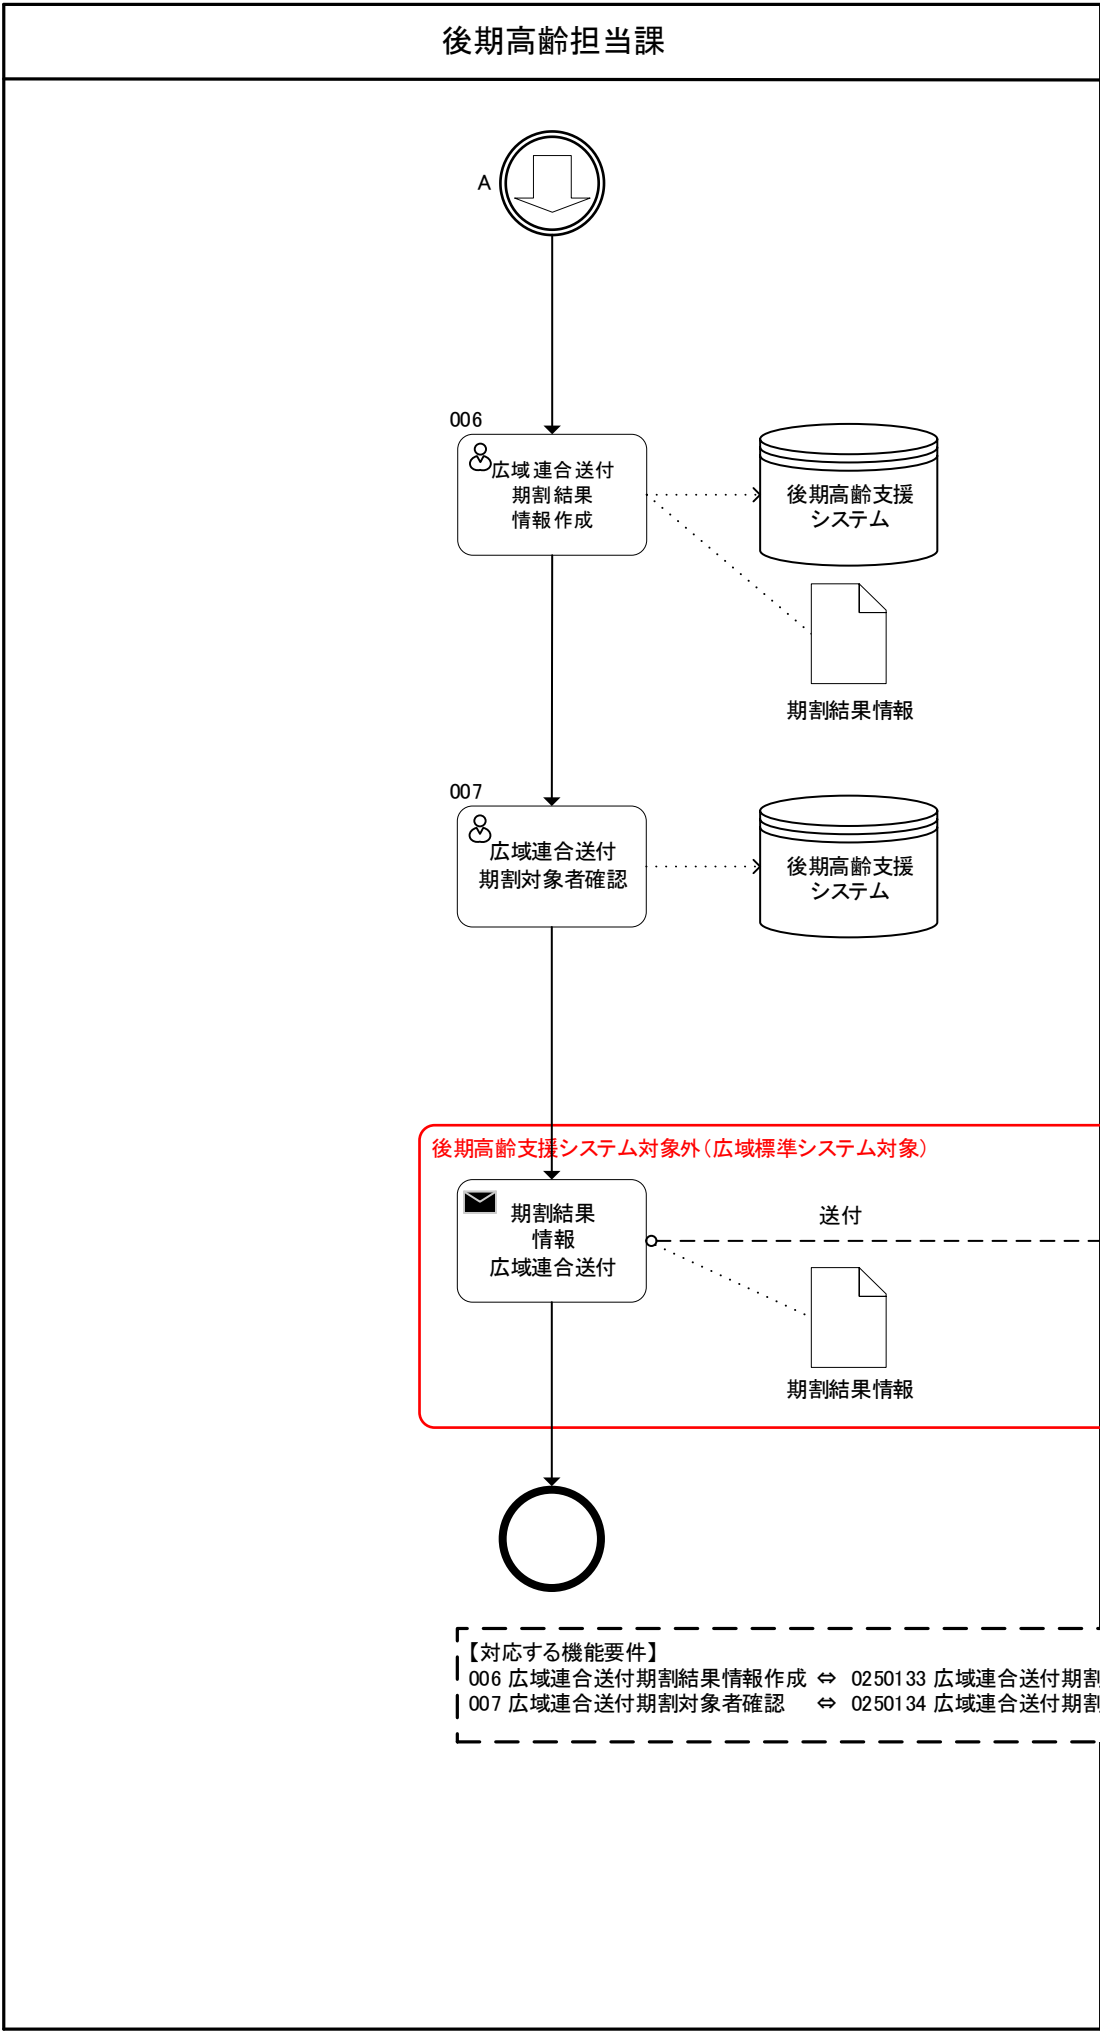 後期高齢担当課
A
006
広域連合送付
期割結果
情報作成
後期高齢支援
システム
期割結果情報
007
広域連合送付
期割対象者確認
後期高齢支援
システム
後期高齢支援システム対象外（広域標準システム対象）
期割結果
情報
広域連合送付
送付
期割結果情報
【対応する機能要件】
006 広域連合送付期割結果情報作成 ⇔ 0250133 広域連合送付期割
007 広域連合送付期割対象者確認 ⇔ 0250134 広域連合送付期割